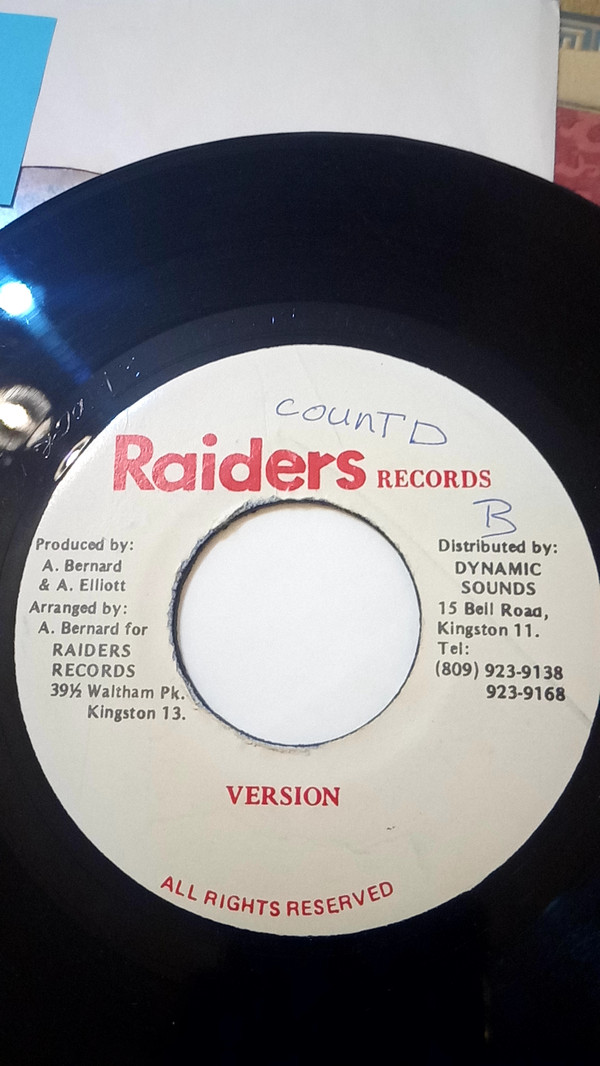 COUNT D
Raiders RECORDS
B
Produced by:
A. Bernard
& A. Elliott
Arranged by:
A. Bernard for
RAIDERS
RECORDS
39½ Waltham Pk.
Kingston 13.
Distributed by:
DYNAMIC
SOUNDS
15 Bell Road,
Kingston 11.
Tel:
(809) 923-9138
923-9168
VERSION
ALL RIGHTS RESERVED